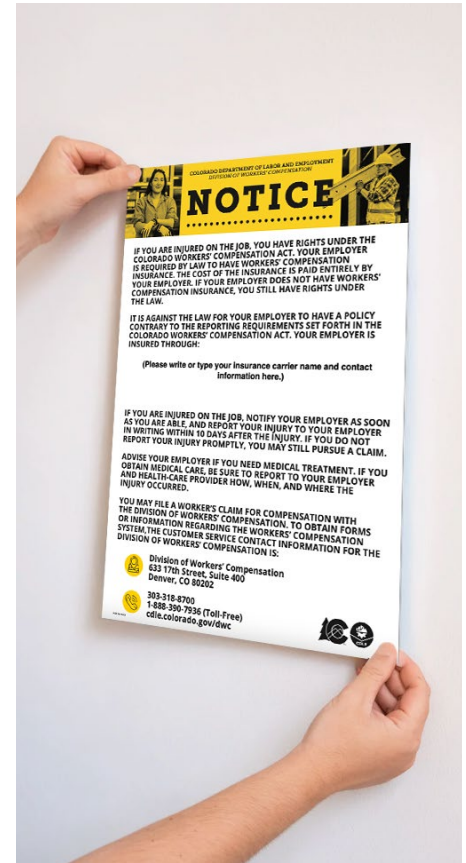 COLORADO DEPARTMENT OF LABOR AND EMPLOYMENT
DIVISION OF WORKERS' COMPENSATION
NOTICE
IF YOU ARE INJURED ON THE JOB, YOU HAVE RIGHTS UNDER THE
COLORADO WORKERS' COMPENSATION ACT. YOUR EMPLOYER
IS REQUIRED BY LAW TO HAVE WORKERS' COMPENSATION
INSURANCE. THE COST OF THE INSURANCE IS PAID ENTIRELY BY
YOUR EMPLOYER. IF YOUR EMPLOYER DOES NOT HAVE WORKERS'
COMPENSATION INSURANCE, YOU STILL HAVE RIGHTS UNDER
THE LAW.
IT IS AGAINST THE LAW FOR YOUR EMPLOYER TO HAVE A POLICY
CONTRARY TO THE REPORTING REQUIREMENTS SET FORTH IN THE
COLORADO WORKERS' COMPENSATION ACT. YOUR EMPLOYER IS
INSURED THROUGH:
(Please write or type your insurance carrier name and contact
information here.)
IF YOU ARE INJURED ON THE JOB, NOTIFY YOUR EMPLOYER AS SOON
AS YOU ARE ABLE, AND REPORT YOUR INJURY TO YOUR EMPLOYER
IN WRITING WITHIN 10 DAYS AFTER THE INJURY. IF YOU DO NOT
REPORT YOUR INJURY PROMPTLY, YOU MAY STILL PURSUE A CLAIM.
ADVISE YOUR EMPLOYER IF YOU NEED MEDICAL TREATMENT. IF YOU
OBTAIN MEDICAL CARE, BE SURE TO REPORT TO YOUR EMPLOYER
AND HEALTH-CARE PROVIDER HOW, WHEN, AND WHERE THE
INJURY OCCURRED.
YOU MAY FILE A WORKER'S CLAIM FOR COMPENSATION WITH
THE DIVISION OF WORKERS' COMPENSATION. TO OBTAIN FORMS
OR INFORMATION REGARDING THE WORKERS' COMPENSATION
SYSTEM,THE CUSTOMER SERVICE CONTACT INFORMATION FOR THE
DIVISION OF WORKERS' COMPENSATION IS:
Division of Workers' Compensation
633 17th Street, Suite 400
Denver, CO 80202
303-318-8700
1-888-390-7936 (Toll-Free)
cdle.colorado.gov/dwc